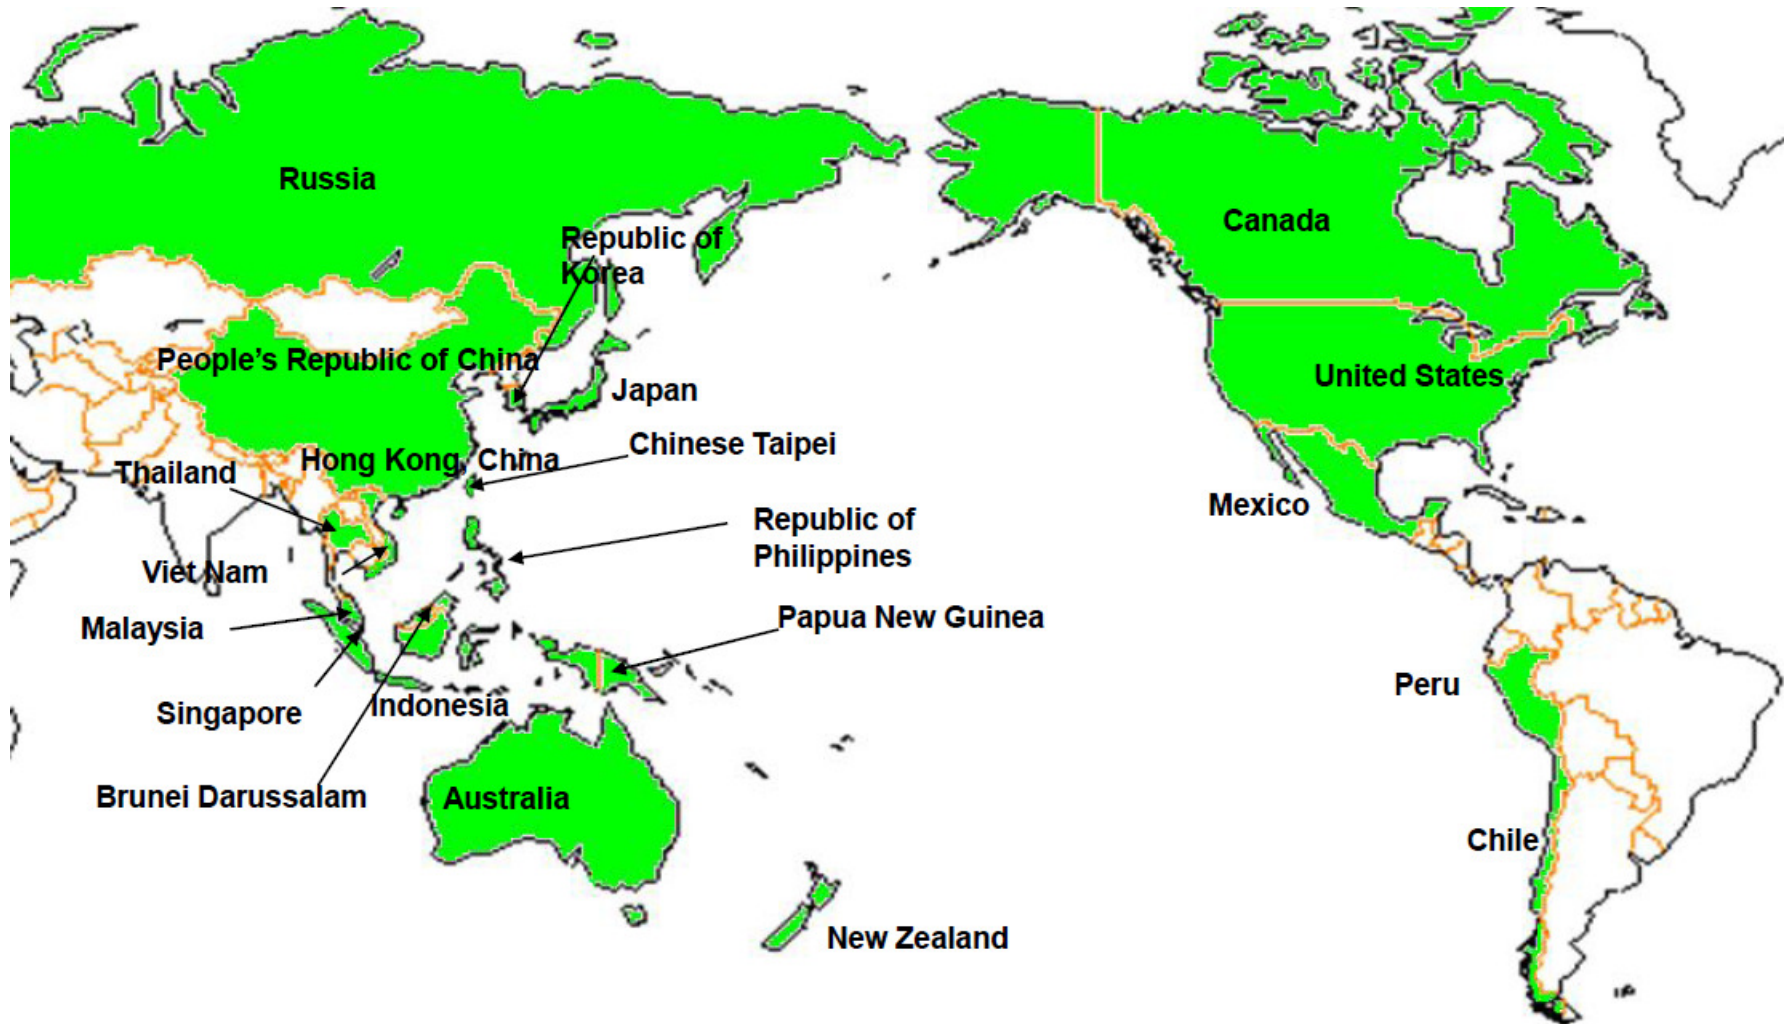 Russia
Canada
Republic of
Korea
People's Republic of China
United States
Japan
Chinese Taipei
Hong Kong, China
Thailand
Mexico
Republic of
Philippines
Viet Nam
Papua New Guinea
Malaysia
Peru
Singapore
Indonesia
Brunei Darussalam
Australia
Chile
New Zealand